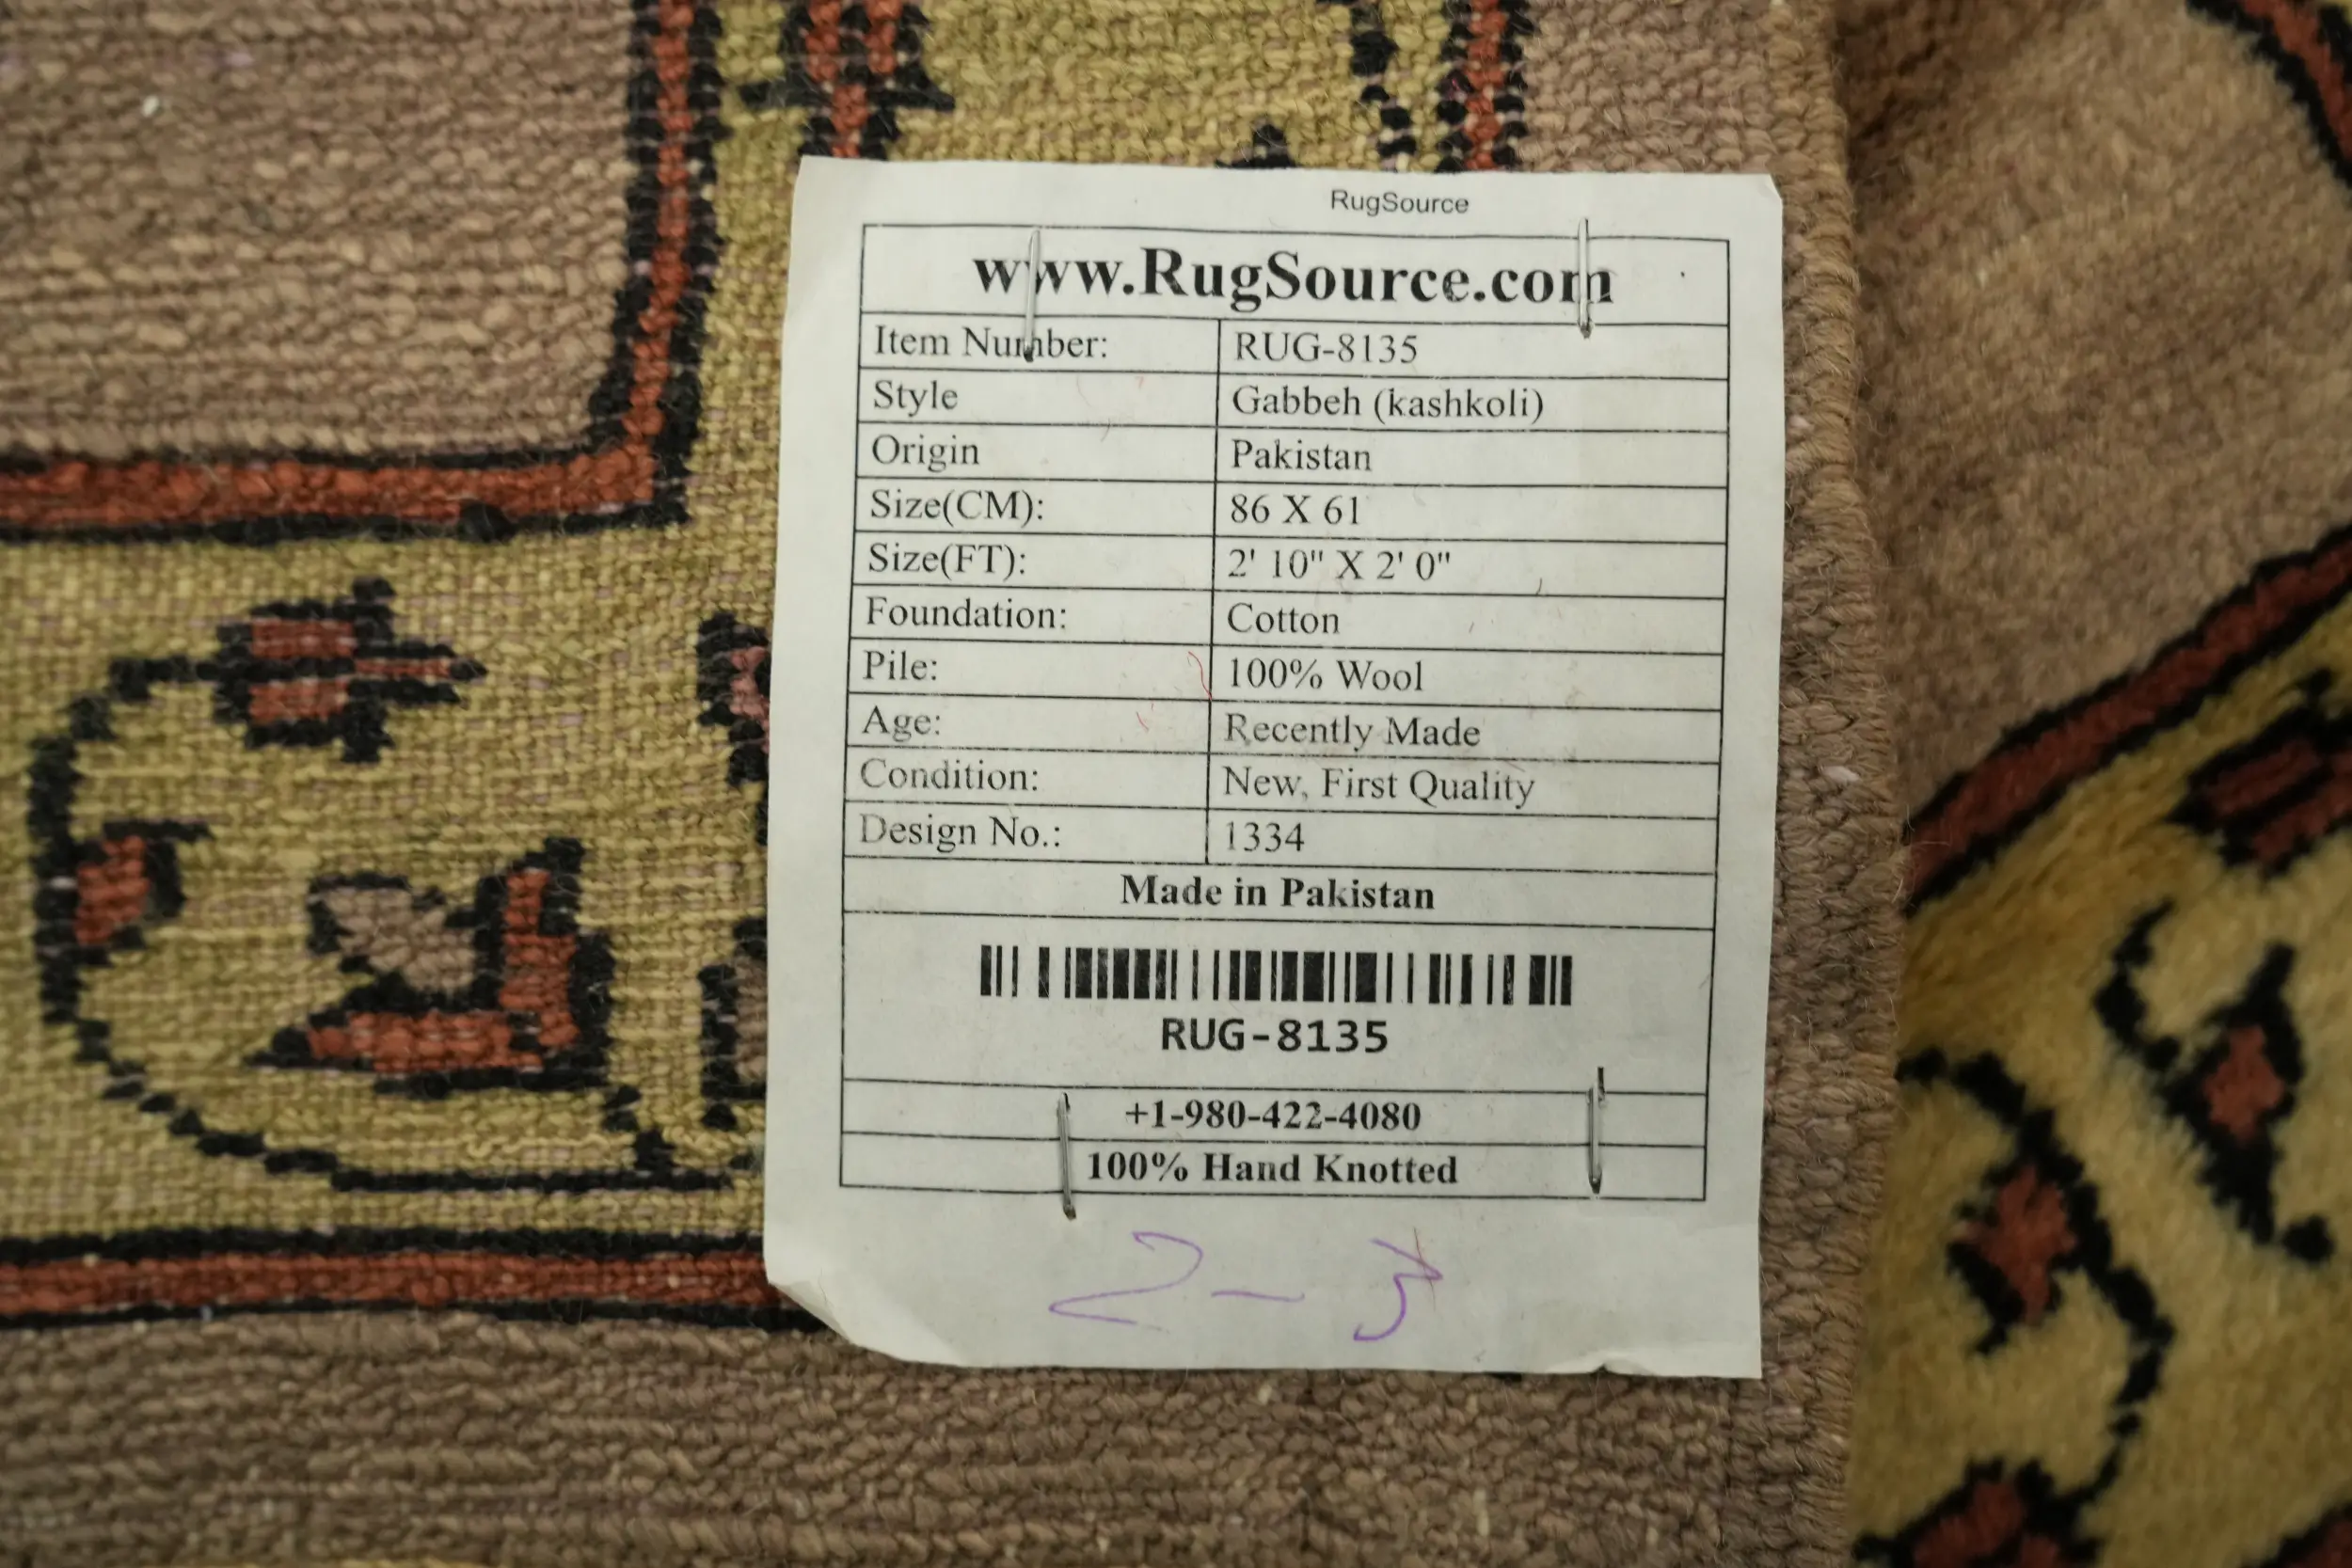 RugSource
www.RugSource.com
Item Number: RUG-8135
Style Gabbeh (kashkoli)
Origin Pakistan
Size(CM): 86 X 61
Size(FT): 2' 10" X 2' 0"
Foundation: Cotton
Pile: 100% Wool
Age: Recently Made
Condition: New, First Quality
Design No.: 1334
Made in Pakistan
RUG-8135
+1-980-422-4080
100% Hand Knotted
2-3